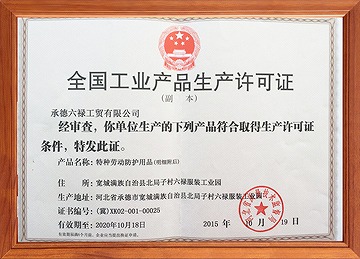 全国工业产品生产许可证
(副 本)
承德六禄工贸有限公司
经审查，你单位生产的下列产品符合取得生产许可证
条件，特发此证。
产品名称: 特种劳动防护用品(明细附后)
住 所: 宽城满族自治县北局子村六禄服装工业园
生产地址: 河北省承德市宽城满族自治县北局子村六禄服装工业园
证书编号: (冀)XK02-001-00025
有效期至: 2020年10月18日
2015 年 10 月 19 日